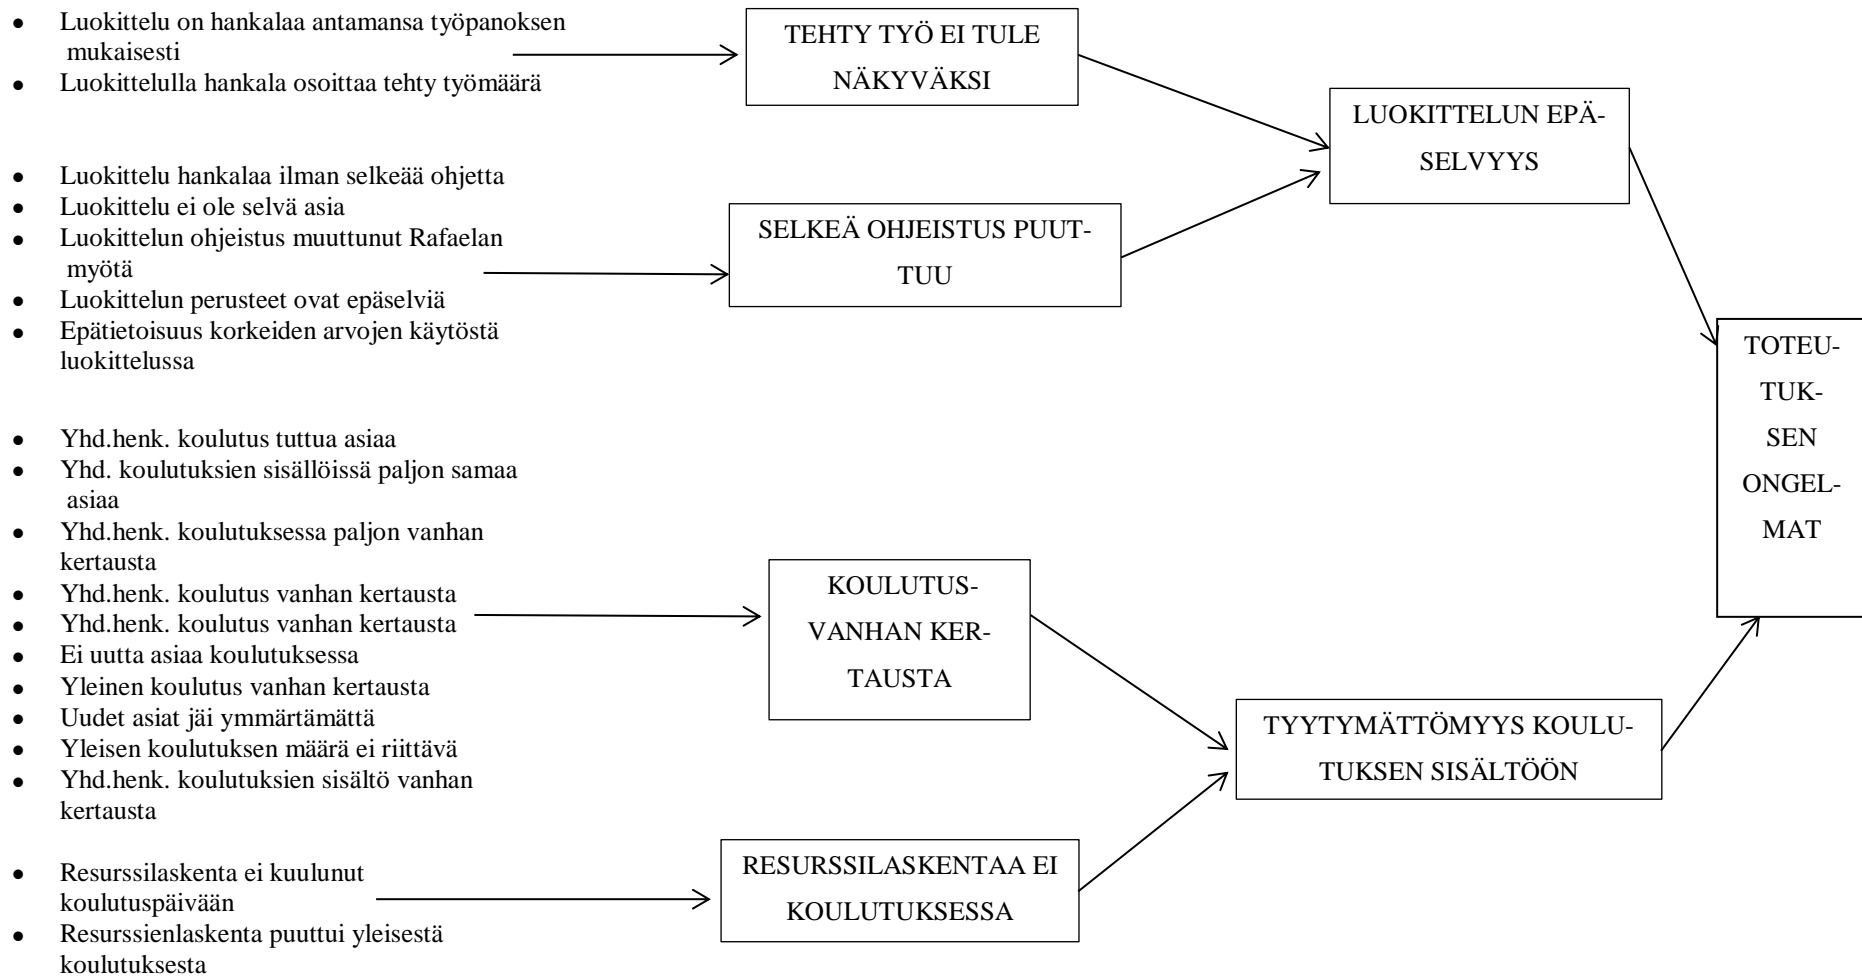 • Luokittelu on hankalaa antamansa työpanoksen
mukaisesti
• Luokittelulla hankala osoittaa tehty työmäärä
TEHTY TYÖ EI TULE
NÄKYVÄKSI
LUOKITTELUN EPÄ-
SELVYYS
• Luokittelu hankalaa ilman selkeää ohjetta
• Luokittelu ei ole selvä asia
• Luokittelun ohjeistus muuttunut Rafaelan
myötä
• Luokittelun perusteet ovat epäselviä
• Epätietoisuus korkeiden arvojen käytöstä
luokittelussa
SELKEÄ OHJEISTUS PUUT-
TUU
TOTEU-
TUK-
SEN
ONGEL-
MAT
• Yhd.henk. koulutus tuttua asiaa
• Yhd. koulutuksien sisällöissä paljon samaa
asiaa
• Yhd.henk. koulutuksessa paljon vanhan
kertausta
• Yhd.henk. koulutus vanhan kertausta
• Yhd.henk. koulutus vanhan kertausta
• Ei uutta asiaa koulutuksessa
• Yleinen koulutus vanhan kertausta
• Uudet asiat jäi ymmärtämättä
• Yleisen koulutuksen määrä ei riittävä
• Yhd.henk. koulutuksien sisältö vanhan
kertausta
KOULUTUS-
VANHAN KER-
TAUSTA
TYYTYMÄTTÖMYYS KOULU-
TUKSEN SISÄLTÖÖN
• Resurssilaskenta ei kuulunut
koulutuspäivään
• Resurssienlaskenta puuttui yleisestä
koulutuksesta
RESURSSILASKENTAA EI
KOULUTUKSESSA